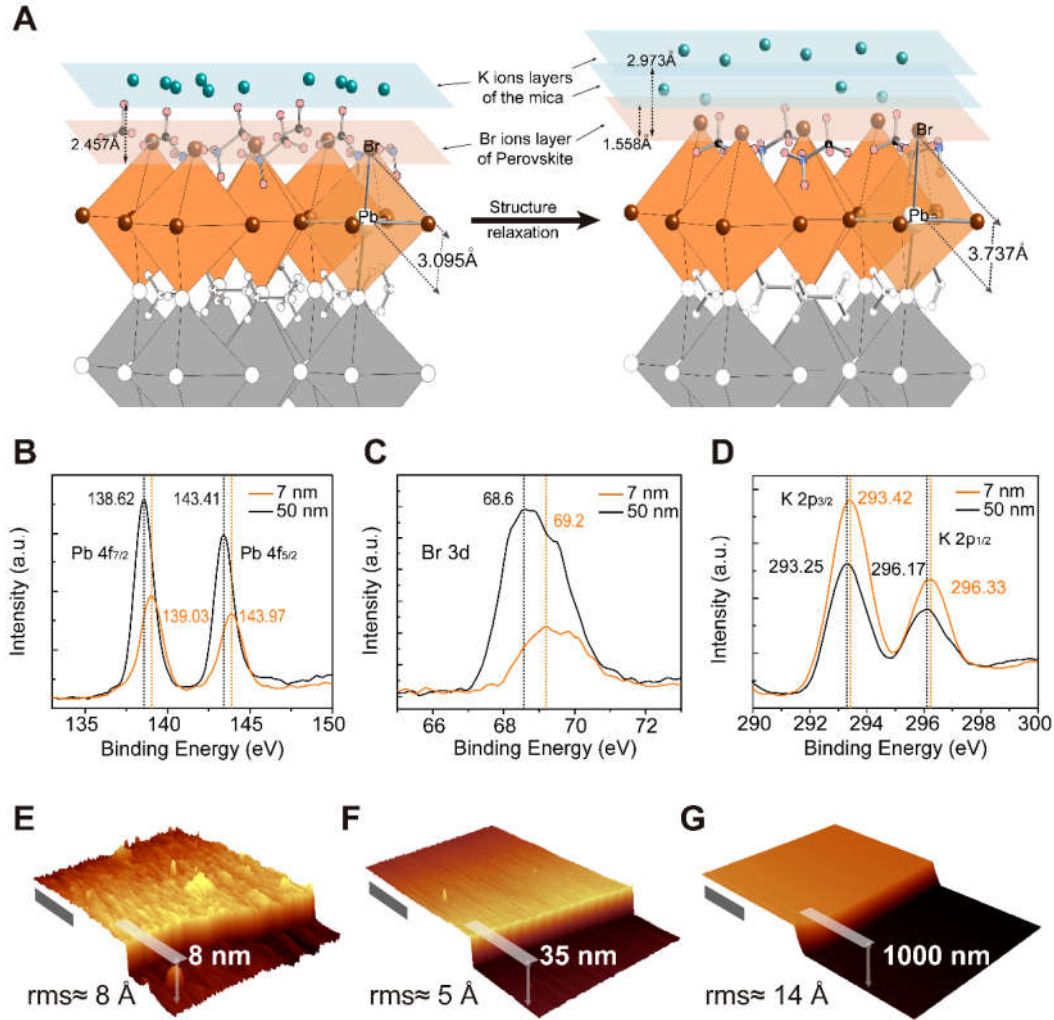 A
2.457Å
K ions layers
of the mica
Br ions layer
of Perovskite
Br
Pb
3.095Å
Structure
relaxation
2.973Å
1.558Å
Br
Pb
3.737Å
B
138.62
143.41
7 nm
50 nm
Pb 4f7/2
Pb 4f5/2
139.03
143.97
Intensity (a.u.)
135
140
145
150
Binding Energy (eV)
C
68.6
7 nm
50 nm
69.2
Br 3d
Intensity (a.u.)
66
68
70
72
Binding Energy (eV)
D
K 2p3/2
293.42
7 nm
50 nm
K 2p1/2
293.25
296.17
296.33
Intensity (a.u.)
290
292
294
296
298
300
Binding Energy (eV)
E
8 nm
rms≈ 8 Å
F
35 nm
rms≈ 5 Å
G
1000 nm
rms≈ 14 Å